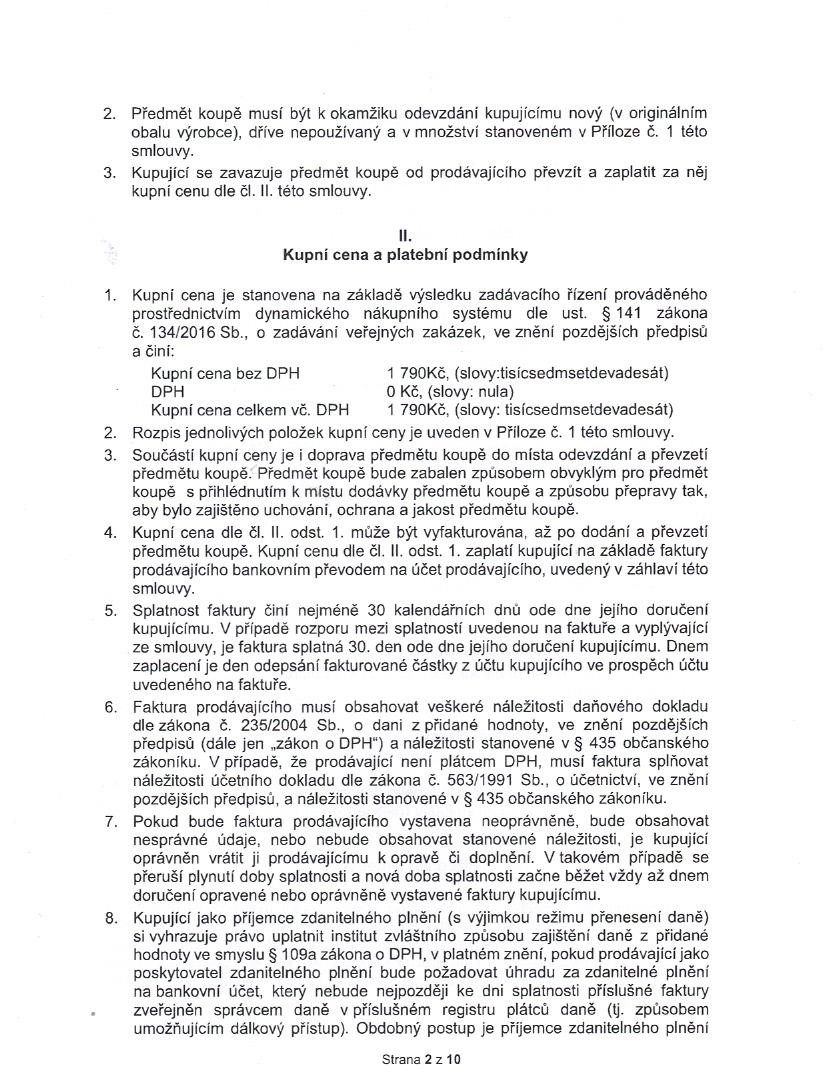 2. Předmět koupě musí být k okamžiku odevzdání kupujícímu nový (v originálním
obalu výrobce), dříve nepoužívaný a v množství stanoveném v Příloze č. 1 této
smlouvy.
3. Kupující se zavazuje předmět koupě od prodávajícího převzít a zaplatit za něj
kupní cenu dle čl. II. této smlouvy.
II.
Kupní cena a platební podmínky
1. Kupní cena je stanovena na základě výsledku zadávacího řízení prováděného
prostřednictvím dynamického nákupního systému dle ust. § 141 zákona
č. 134/2016 Sb., o zadávání veřejných zakázek, ve znění pozdějších předpisů
a činí:
Kupní cena bez DPH 1 790Kč, (slovy:tisícsedmsetdevadesát)
DPH 0 Kč, (slovy: nula)
Kupní cena celkem vč. DPH 1 790Kč, (slovy: tisícsedmsetdevadesát)
2. Rozpis jednolivých položek kupní ceny je uveden v Příloze č. 1 této smlouvy.
3. Součástí kupní ceny je i doprava předmětu koupě do místa odevzdání a převzetí
předmětu koupě. Předmět koupě bude zabalen způsobem obvyklým pro předmět
koupě s přihlédnutím k místu dodávky předmětu koupě a způsobu přepravy tak,
aby bylo zajištěno uchování, ochrana a jakost předmětu koupě.
4. Kupní cena dle čl. II. odst. 1. může být vyfakturována, až po dodání a převzetí
předmětu koupě. Kupní cenu dle čl. II. odst. 1. zaplatí kupující na základě faktury
prodávajícího bankovním převodem na účet prodávajícího, uvedený v záhlaví této
smlouvy.
5. Splatnost faktury činí nejméně 30 kalendářních dnů ode dne jejího doručení
kupujícímu. V případě rozporu mezi splatností uvedenou na faktuře a vyplývající
ze smlouvy, je faktura splatná 30. den ode dne jejího doručení kupujícímu. Dnem
zaplacení je den odepsání fakturované částky z účtu kupujícího ve prospěch účtu
uvedeného na faktuře.
6. Faktura prodávajícího musí obsahovat veškeré náležitosti daňového dokladu
dle zákona č. 235/2004 Sb., o dani z přidané hodnoty, ve znění pozdějších
předpisů (dále jen „zákon o DPH“) a náležitosti stanovené v § 435 občanského
zákoníku. V případě, že prodávající není plátcem DPH, musí faktura splňovat
náležitosti účetního dokladu dle zákona č. 563/1991 Sb., o účetnictví, ve znění
pozdějších předpisů, a náležitosti stanovené v § 435 občanského zákoníku.
7. Pokud bude faktura prodávajícího vystavena neoprávněně, bude obsahovat
nesprávné údaje, nebo nebude obsahovat stanovené náležitosti, je kupující
oprávněn vrátit ji prodávajícímu k opravě či doplnění. V takovém případě se
přeruší plynutí doby splatnosti a nová doba splatnosti začne běžet vždy až dnem
doručení opravené nebo oprávněně vystavené faktury kupujícímu.
8. Kupující jako příjemce zdanitelného plnění (s výjimkou režimu přenesení daně)
si vyhrazuje právo uplatnit institut zvláštního způsobu zajištění daně z přidané
hodnoty ve smyslu § 109a zákona o DPH, v platném znění, pokud prodávající jako
poskytovatel zdanitelného plnění bude požadovat úhradu za zdanitelné plnění
na bankovní účet, který nebude nejpozději ke dni splatnosti příslušné faktury
zveřejněn správcem daně v příslušném registru plátců daně (tj. způsobem
umožňujícím dálkový přístup). Obdobný postup je příjemce zdanitelného plnění
Strana 2 z 10